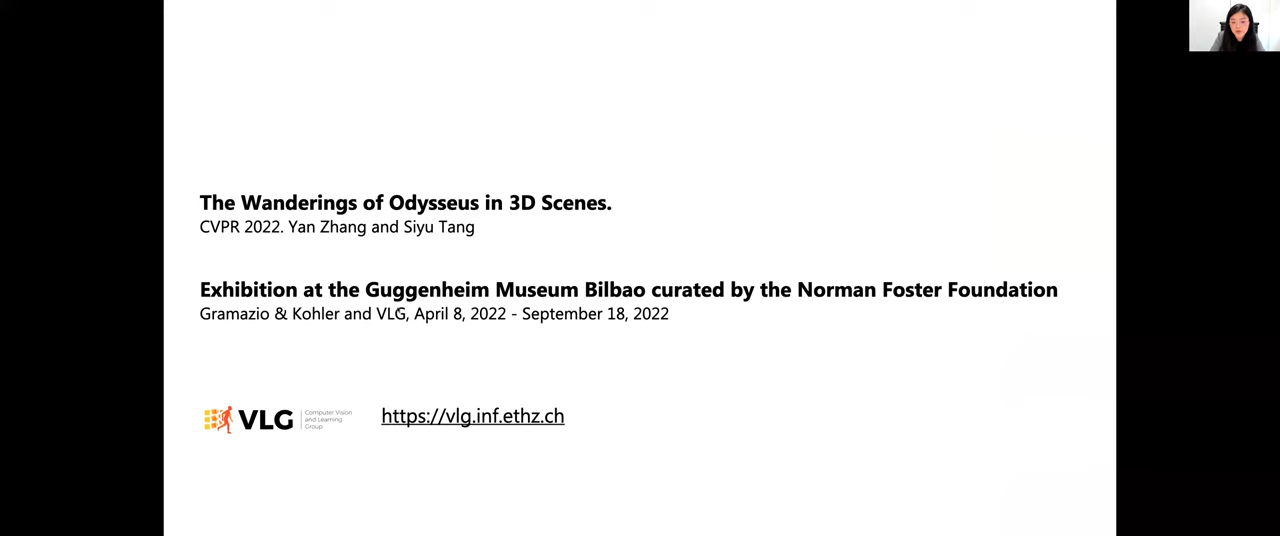 The Wanderings of Odysseus in 3D Scenes.
CVPR 2022. Yan Zhang and Siyu Tang
Exhibition at the Guggenheim Museum Bilbao curated by the Norman Foster Foundation
Gramazio & Kohler and VLG, April 8, 2022 - September 18, 2022
VLG
Computer Vision
and Learning
Group
https://vlg.inf.ethz.ch